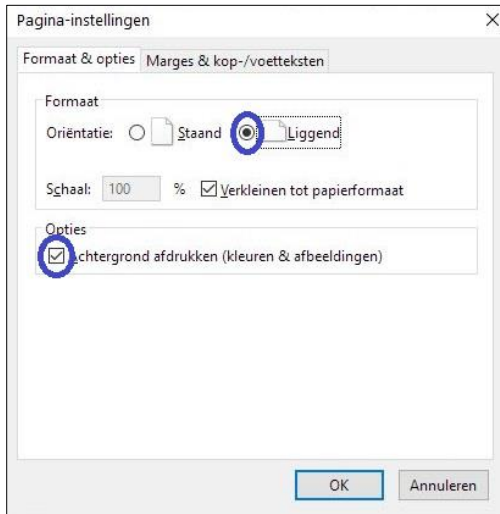 Pagina-instellingen
Formaat & opties Marges & kop-/voetteksten
Formaat
Oriëntatie: Staand Liggend
Schaal: 100 % Verkleinen tot papierformaat
Opties
Achtergrond afdrukken (kleuren & afbeeldingen)
OK Annuleren